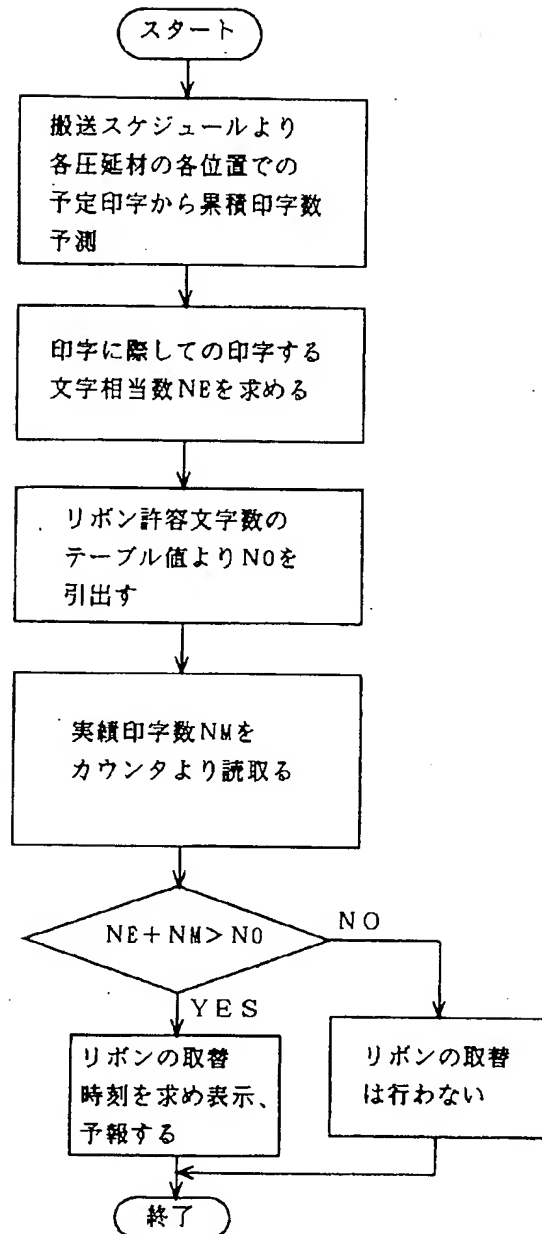 スタート
搬送スケジュールより
各圧延材の各位置での
予定印字から累積印字数
予測
印字に際しての印字する
文字相当数NEを求める
リボン許容文字数の
テーブル値よりN0を
引出す
実績印字数NMを
カウンタより読取る
NE+NM>N0
NO
YES
リボンの取替
時刻を求め表示、
予報する
リボンの取替
は行わない
終了